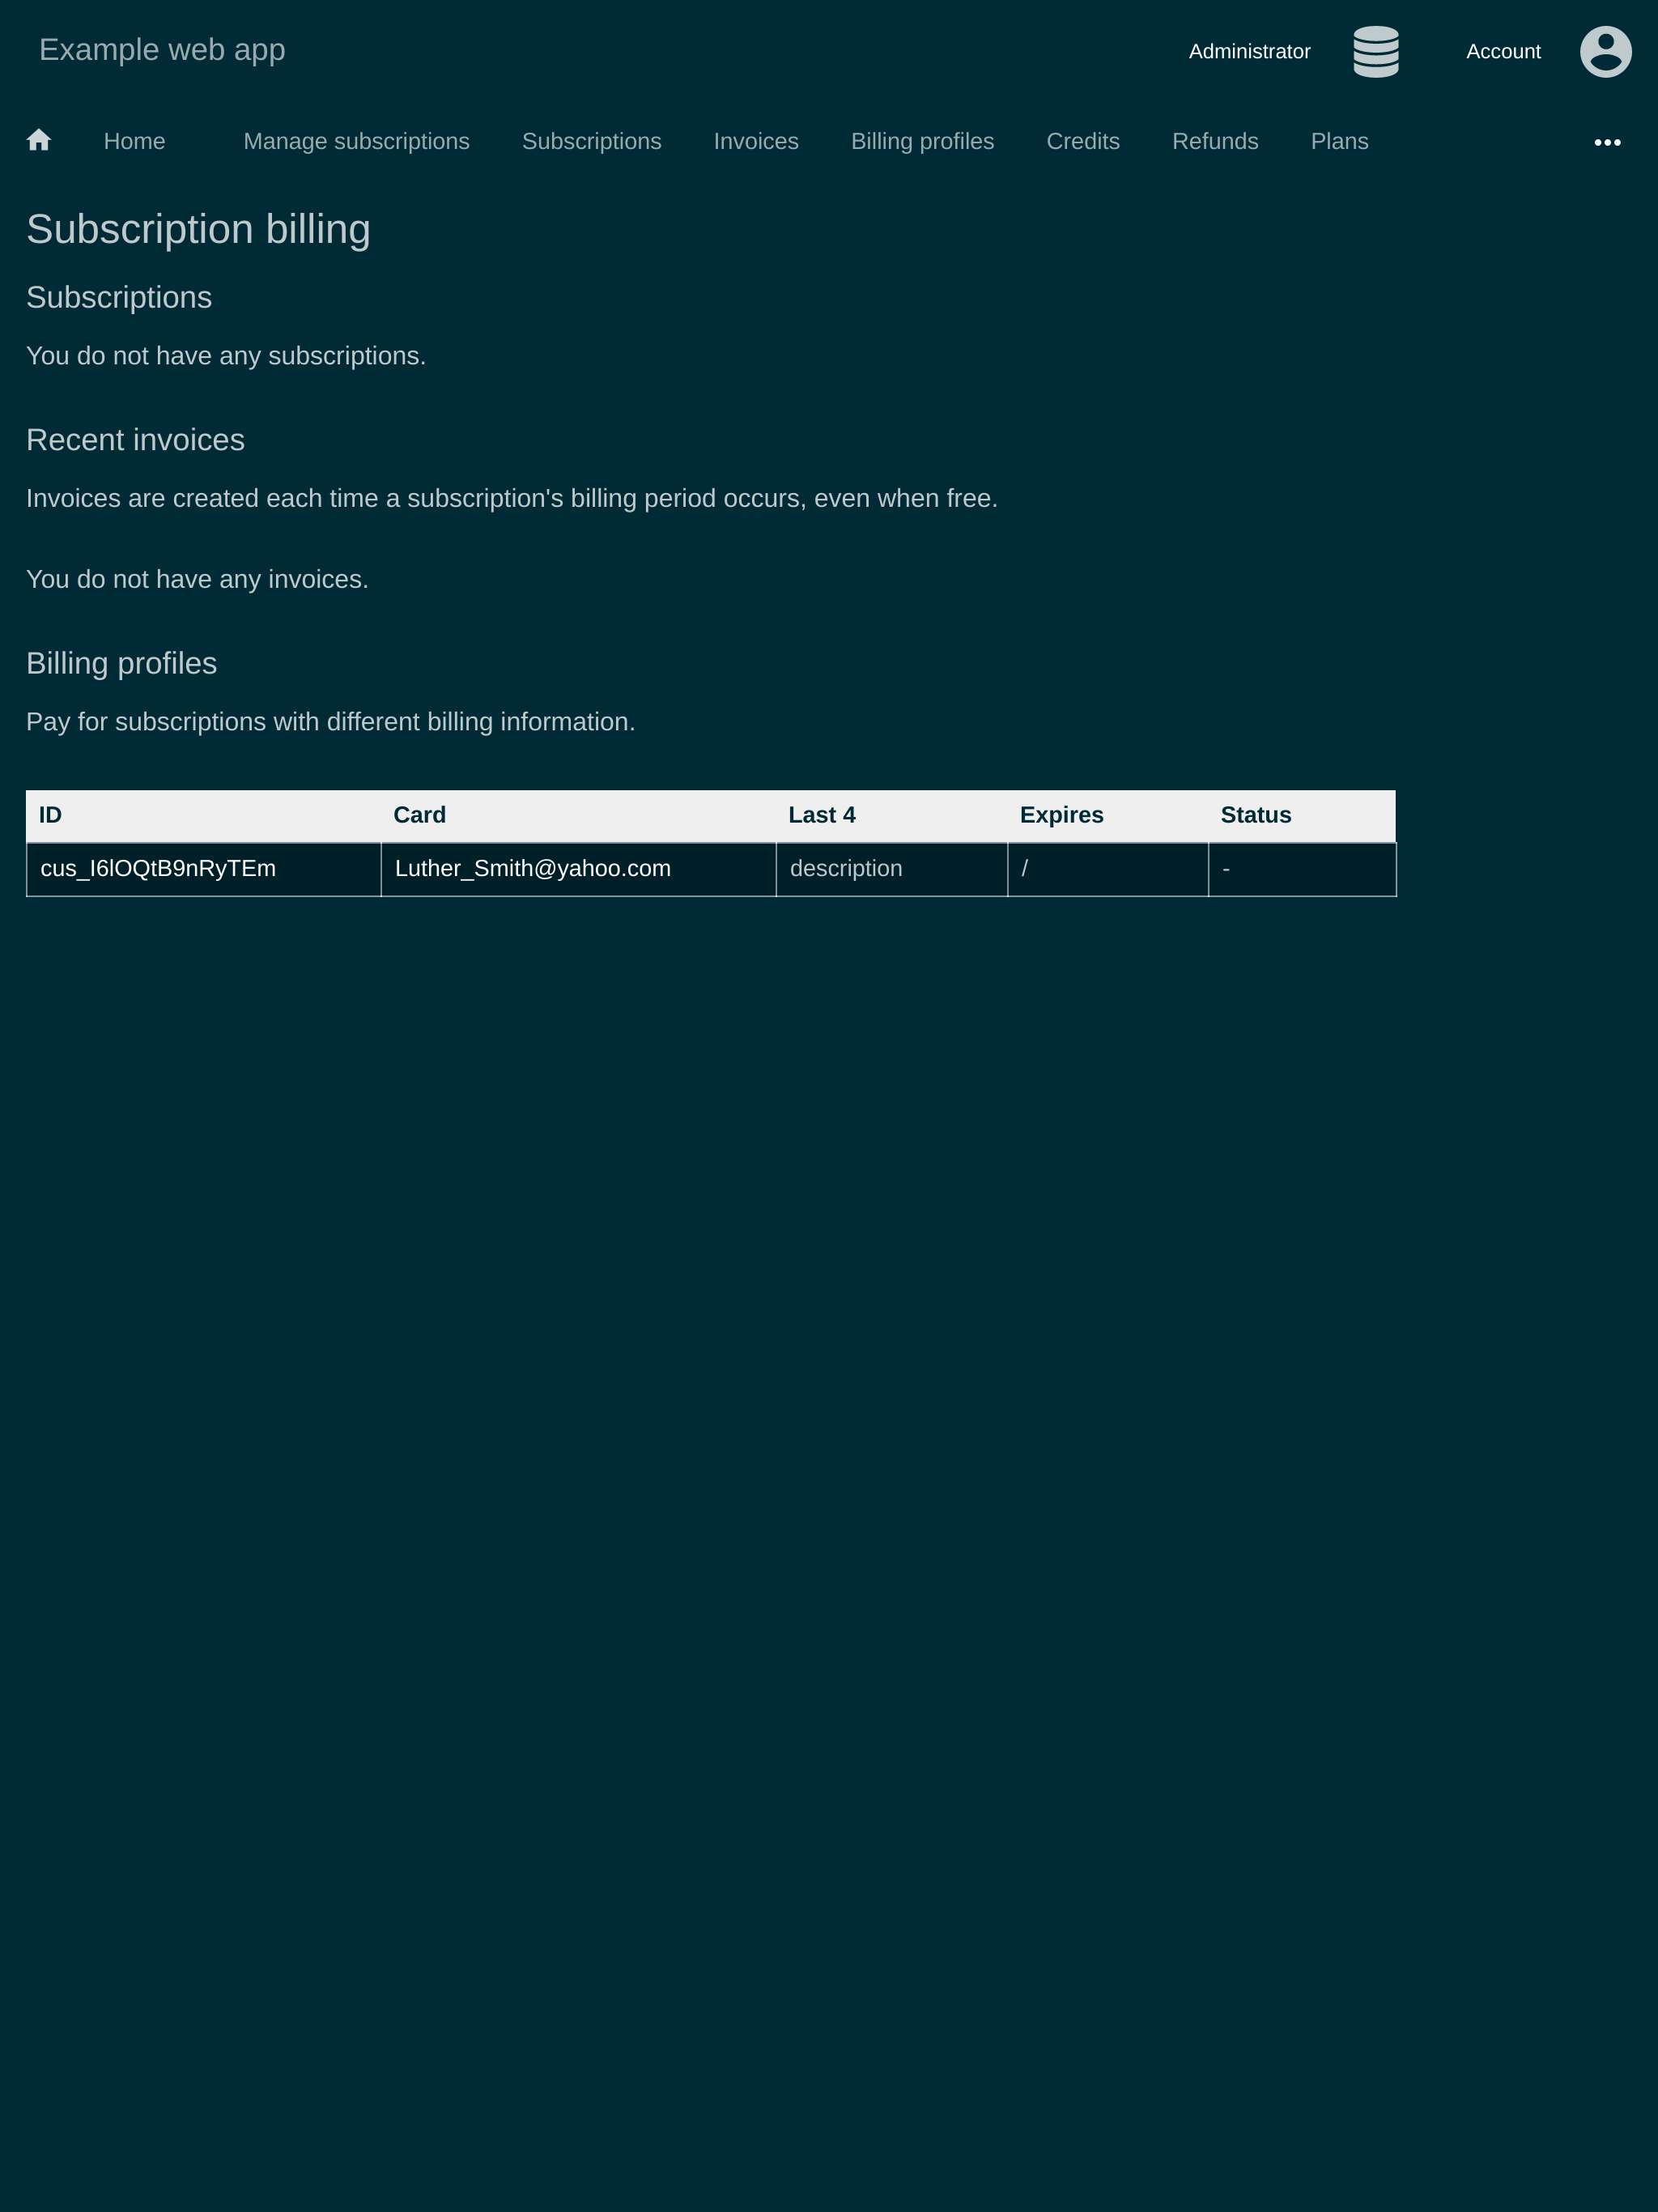 Example web app
Administrator
Account
Home Manage subscriptions Subscriptions Invoices Billing profiles Credits Refunds Plans
Subscription billing
Subscriptions
You do not have any subscriptions.
Recent invoices
Invoices are created each time a subscription's billing period occurs, even when free.
You do not have any invoices.
Billing profiles
Pay for subscriptions with different billing information.
ID Card Last 4 Expires Status
cus_I6lOQtB9nRyTEm Luther_Smith@yahoo.com description / -